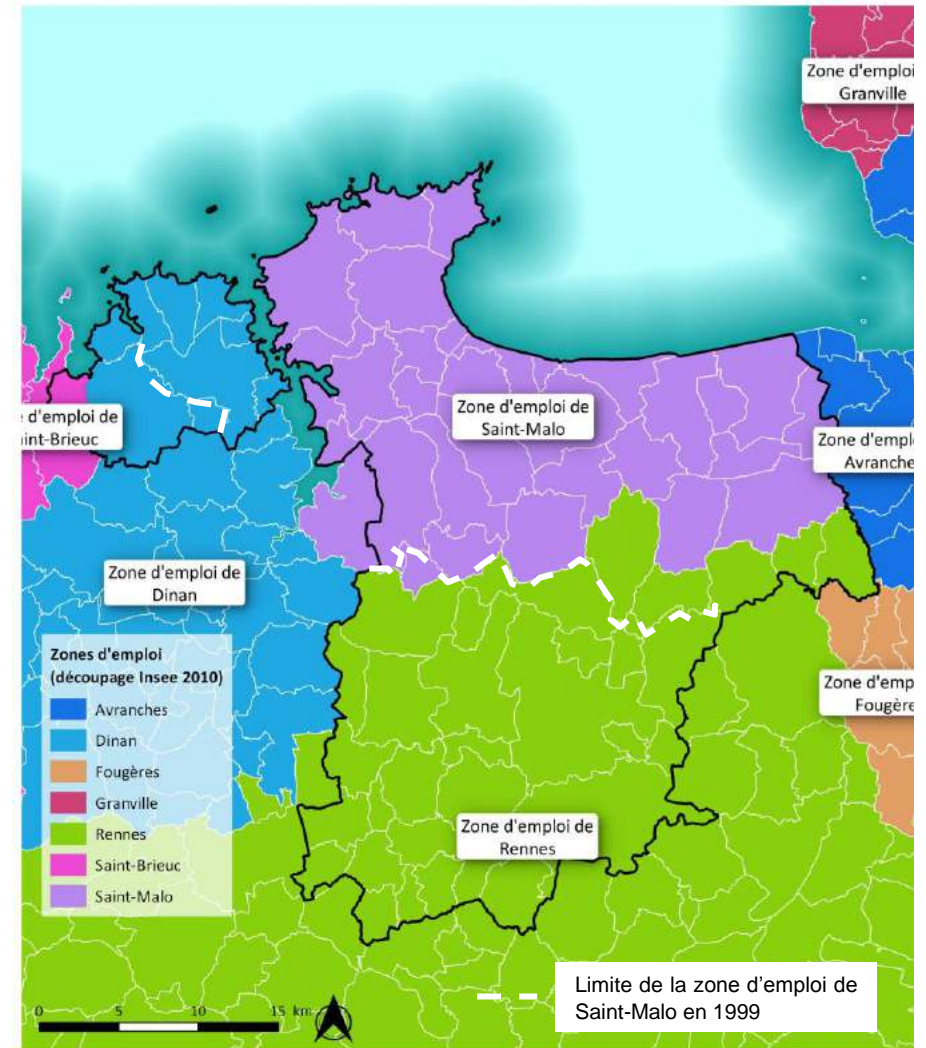 Zone d'emploi
Granville
Zone d'emploi de
Saint-Malo
d'emploi de
int-Brieuc
Zone d'emplo
Avranche
Zone d'emploi de
Dinan
Zones d'emploi
(découpage Insee 2010)
Avranches
Dinan
Fougères
Granville
Rennes
Saint-Brieuc
Saint-Malo
Zone d'emp
Fougère
Zone d'emploi de
Rennes
Limite de la zone d'emploi de
Saint-Malo en 1999
0 5 10 15 km